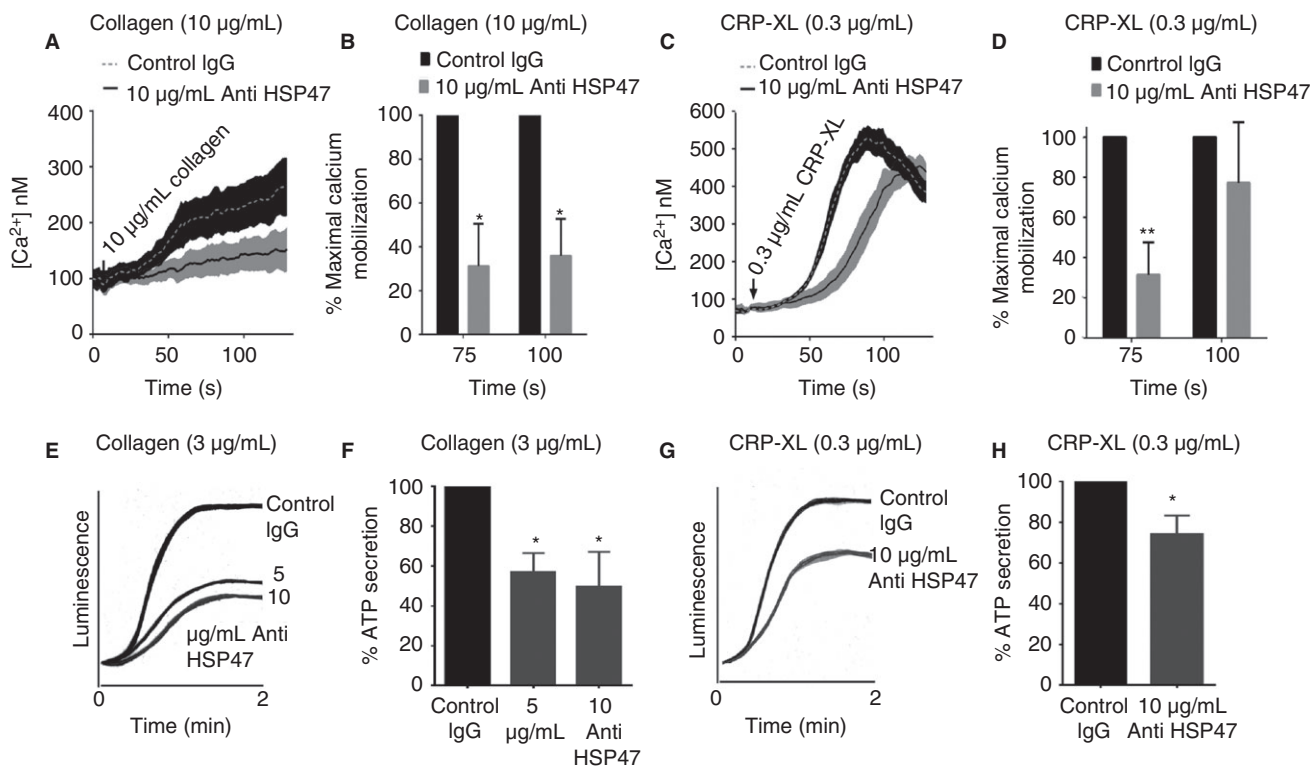 Collagen (10 µg/mL)
A
Control IgG
10 µg/mL Anti HSP47
400
300
200
100
0
[Ca2+] nM
10 µg/mL collagen
0 50 100
Time (s)
Collagen (10 µg/mL)
B
Control IgG
10 µg/mL Anti HSP47
100
80
60
40
20
0
% Maximal calcium
mobilization
* *
75 100
Time (s)
CRP-XL (0.3 µg/mL)
C
Control IgG
10 µg/mL Anti HSP47
600
500
400
300
200
100
0
[Ca2+] nM
0.3 µg/mL CRP-XL
0 50 100
Time (s)
CRP-XL (0.3 µg/mL)
D
Conrtrol IgG
10 µg/mL Anti HSP47
100
80
60
40
20
0
% Maximal calcium
mobilization
**
75 100
Time (s)
E
Collagen (3 µg/mL)
Luminescence
Control
IgG
5
10
µg/mL Anti
HSP47
0 2
Time (min)
F
Collagen (3 µg/mL)
100
80
60
40
20
0
% ATP secretion
* *
Control
IgG
5
µg/mL
10
Anti
HSP47
G
CRP-XL (0.3 µg/mL)
Luminescence
Control
IgG
10 µg/mL
Anti HSP47
0 2
Time (min)
H
CRP-XL (0.3 µg/mL)
100
80
60
40
20
0
% ATP secretion
*
Control
IgG
10 µg/mL
Anti HSP47